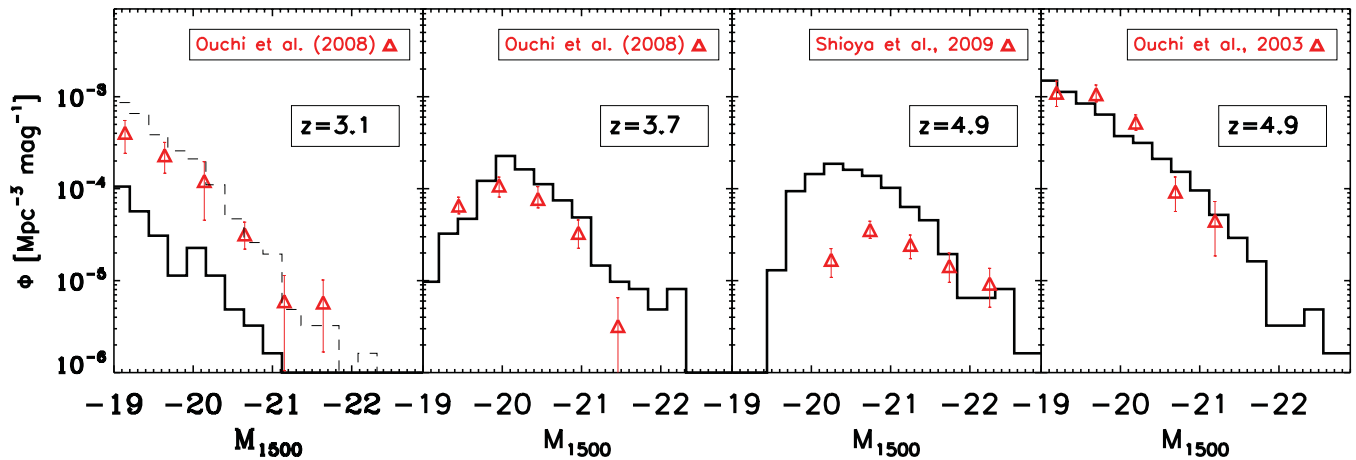 Ouchi et al. (2008)
Ouchi et al. (2008)
Shioya et al., 2009
Ouchi et al., 2003
z=3.1
z=3.7
z=4.9
z=4.9
Φ [Mpc⁻³ mag⁻¹]
10⁻³
10⁻⁴
10⁻⁵
10⁻⁶
−19 −20 −21 −22 −19 −20 −21 −22 −19 −20 −21 −22 −19 −20 −21 −22
M₁₅₀₀ M₁₅₀₀ M₁₅₀₀ M₁₅₀₀